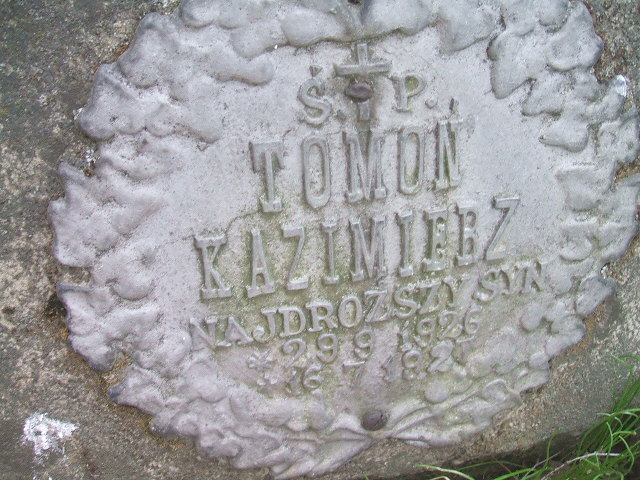 Ś. P.
TOMOŃ
KAZIMIERZ
NAJDROŻSZY SYN
* 29 9 1926